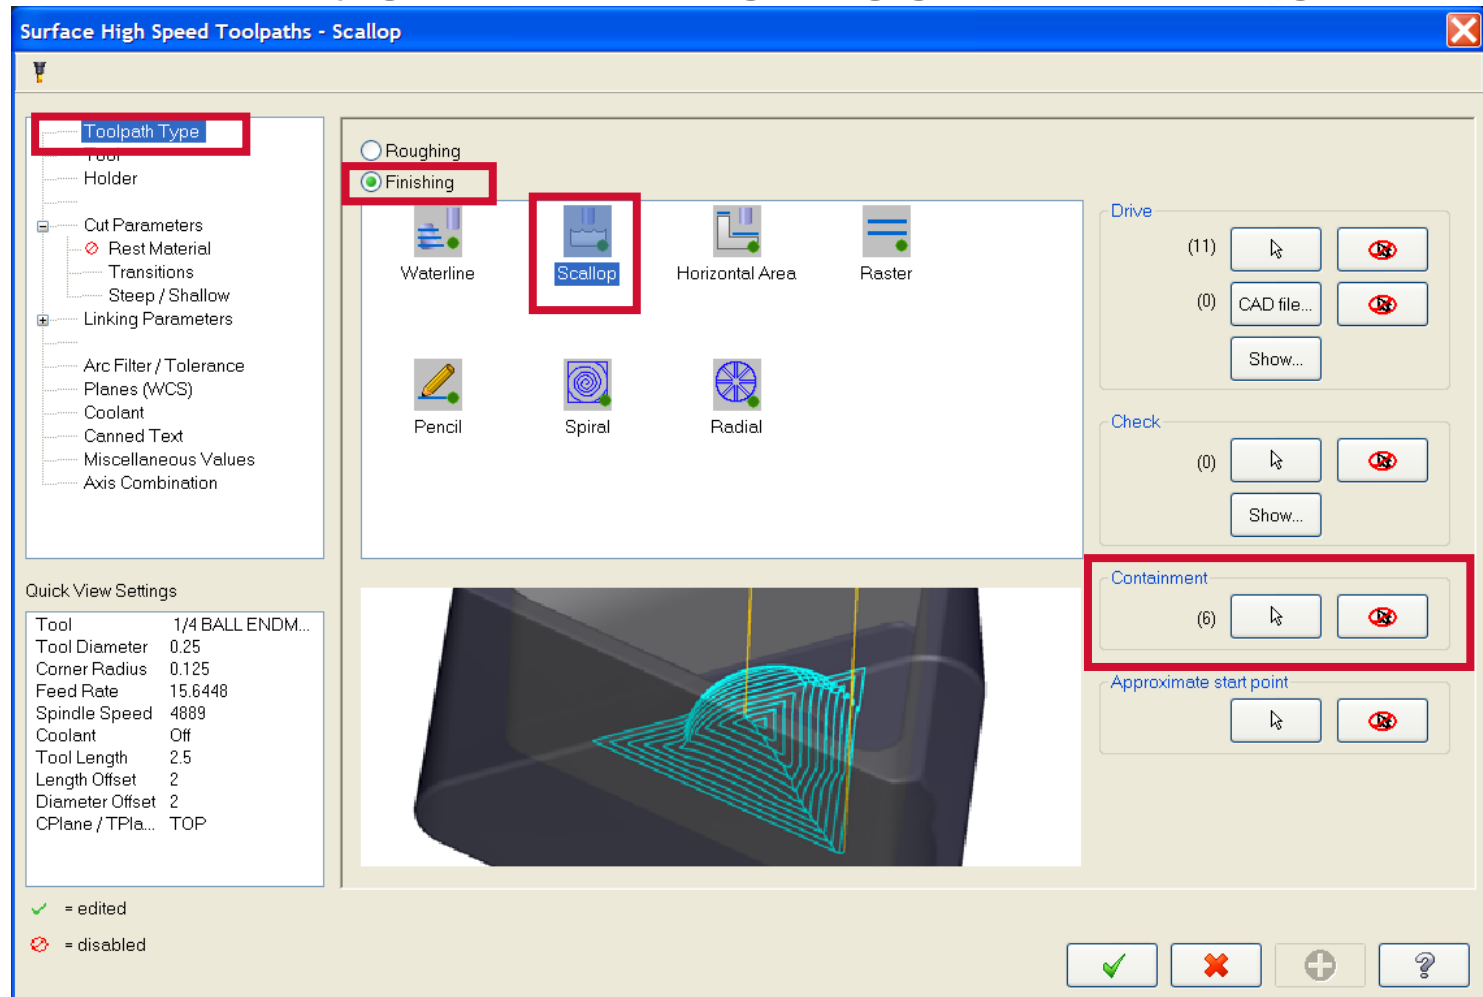 Surface High Speed Toolpaths - Scallop
Toolpath Type
Tool
Holder
Cut Parameters
Rest Material
Transitions
Steep / Shallow
Linking Parameters
Arc Filter / Tolerance
Planes (WCS)
Coolant
Canned Text
Miscellaneous Values
Axis Combination
Roughing
Finishing
Waterline
Scallop
Horizontal Area
Raster
Pencil
Spiral
Radial
Drive
(11)
(0) CAD file...
Show...
Check
(0)
Show...
Containment
(6)
Approximate start point
Quick View Settings
Tool 1/4 BALL ENDM...
Tool Diameter 0.25
Corner Radius 0.125
Feed Rate 15.6448
Spindle Speed 4889
Coolant Off
Tool Length 2.5
Length Offset 2
Diameter Offset 2
CPlane / TPla... TOP
= edited
= disabled